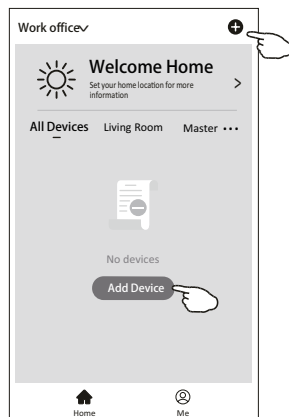 Work office
Welcome Home
Set your home location for more
information
All Devices Living Room Master
No devices
Add Device
Home Me